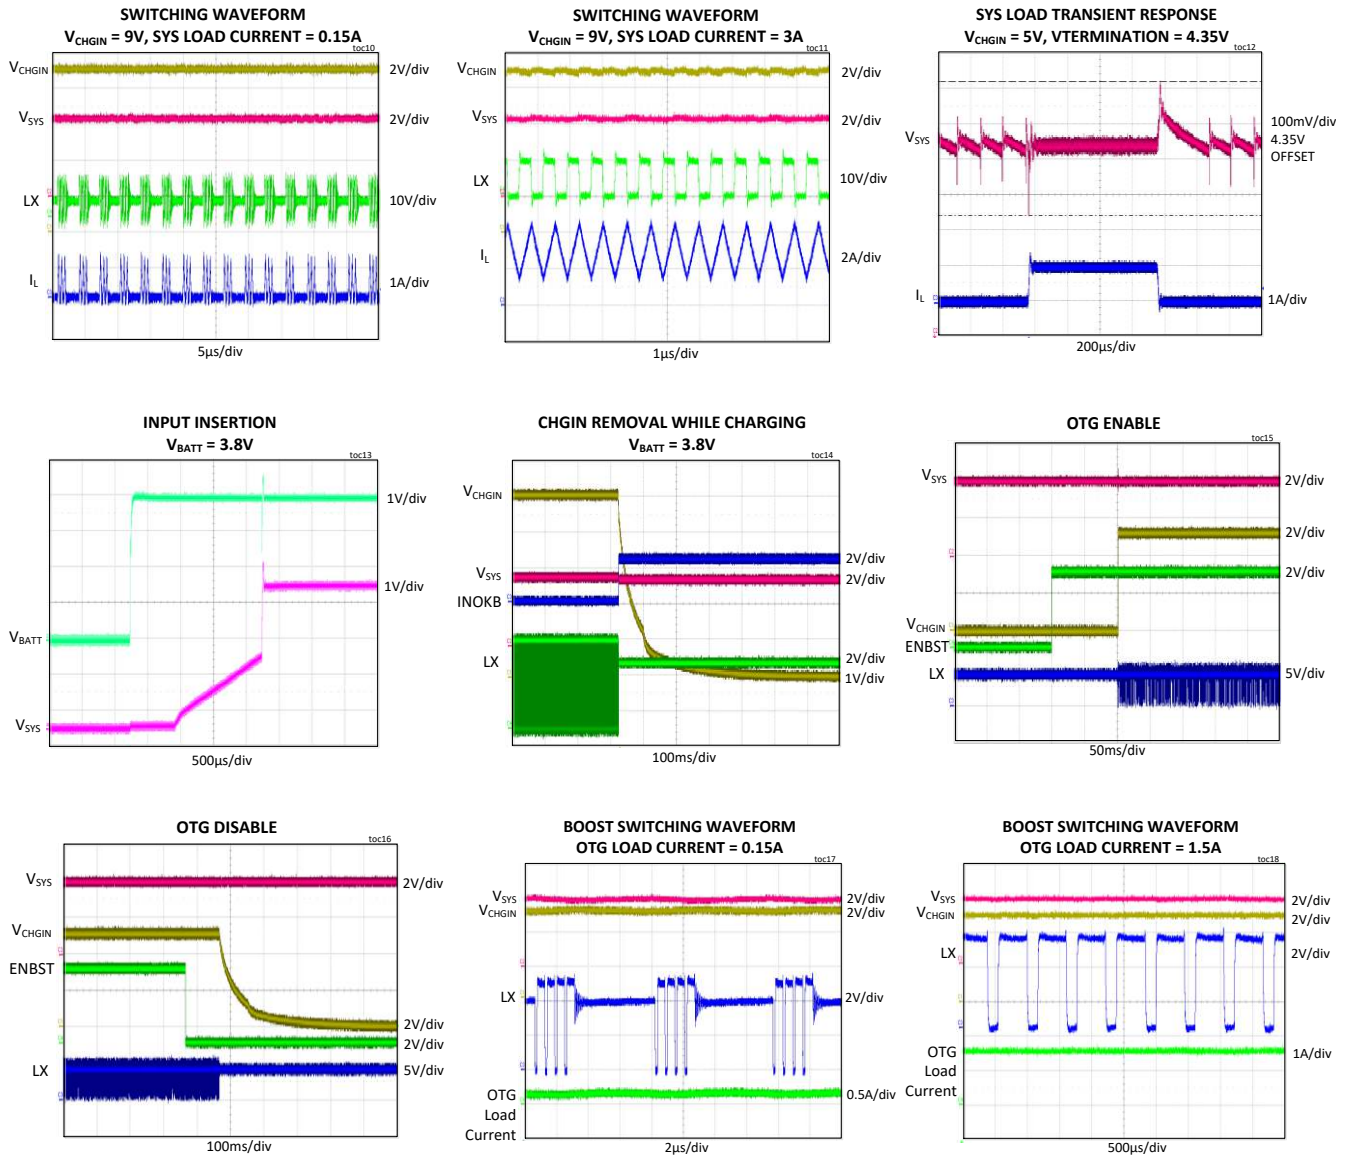 SWITCHING WAVEFORM
VCHGIN = 9V, SYS LOAD CURRENT = 0.15A
toc10
VCHGIN
2V/div
VSYS
2V/div
LX
10V/div
IL
1A/div
5µs/div
SWITCHING WAVEFORM
VCHGIN = 9V, SYS LOAD CURRENT = 3A
toc11
VCHGIN
2V/div
VSYS
2V/div
LX
10V/div
IL
2A/div
1µs/div
SYS LOAD TRANSIENT RESPONSE
VCHGIN = 5V, VTERMINATION = 4.35V
toc12
VSYS
100mV/div
4.35V
OFFSET
IL
1A/div
200µs/div
INPUT INSERTION
VBATT = 3.8V
toc13
1V/div
1V/div
VBATT
VSYS
500µs/div
CHGIN REMOVAL WHILE CHARGING
VBATT = 3.8V
toc14
VCHGIN
2V/div
VSYS
2V/div
INOKB
LX
2V/div
1V/div
100ms/div
OTG ENABLE
toc15
VSYS
2V/div
2V/div
2V/div
VCHGIN
ENBST
LX
5V/div
50ms/div
OTG DISABLE
toc16
VSYS
2V/div
VCHGIN
ENBST
2V/div
2V/div
LX
5V/div
100ms/div
BOOST SWITCHING WAVEFORM
OTG LOAD CURRENT = 0.15A
toc17
VSYS
2V/div
VCHGIN
2V/div
LX
2V/div
OTG
Load
Current
0.5A/div
2µs/div
BOOST SWITCHING WAVEFORM
OTG LOAD CURRENT = 1.5A
toc18
VSYS
2V/div
VCHGIN
2V/div
LX
2V/div
OTG
Load
Current
1A/div
500µs/div